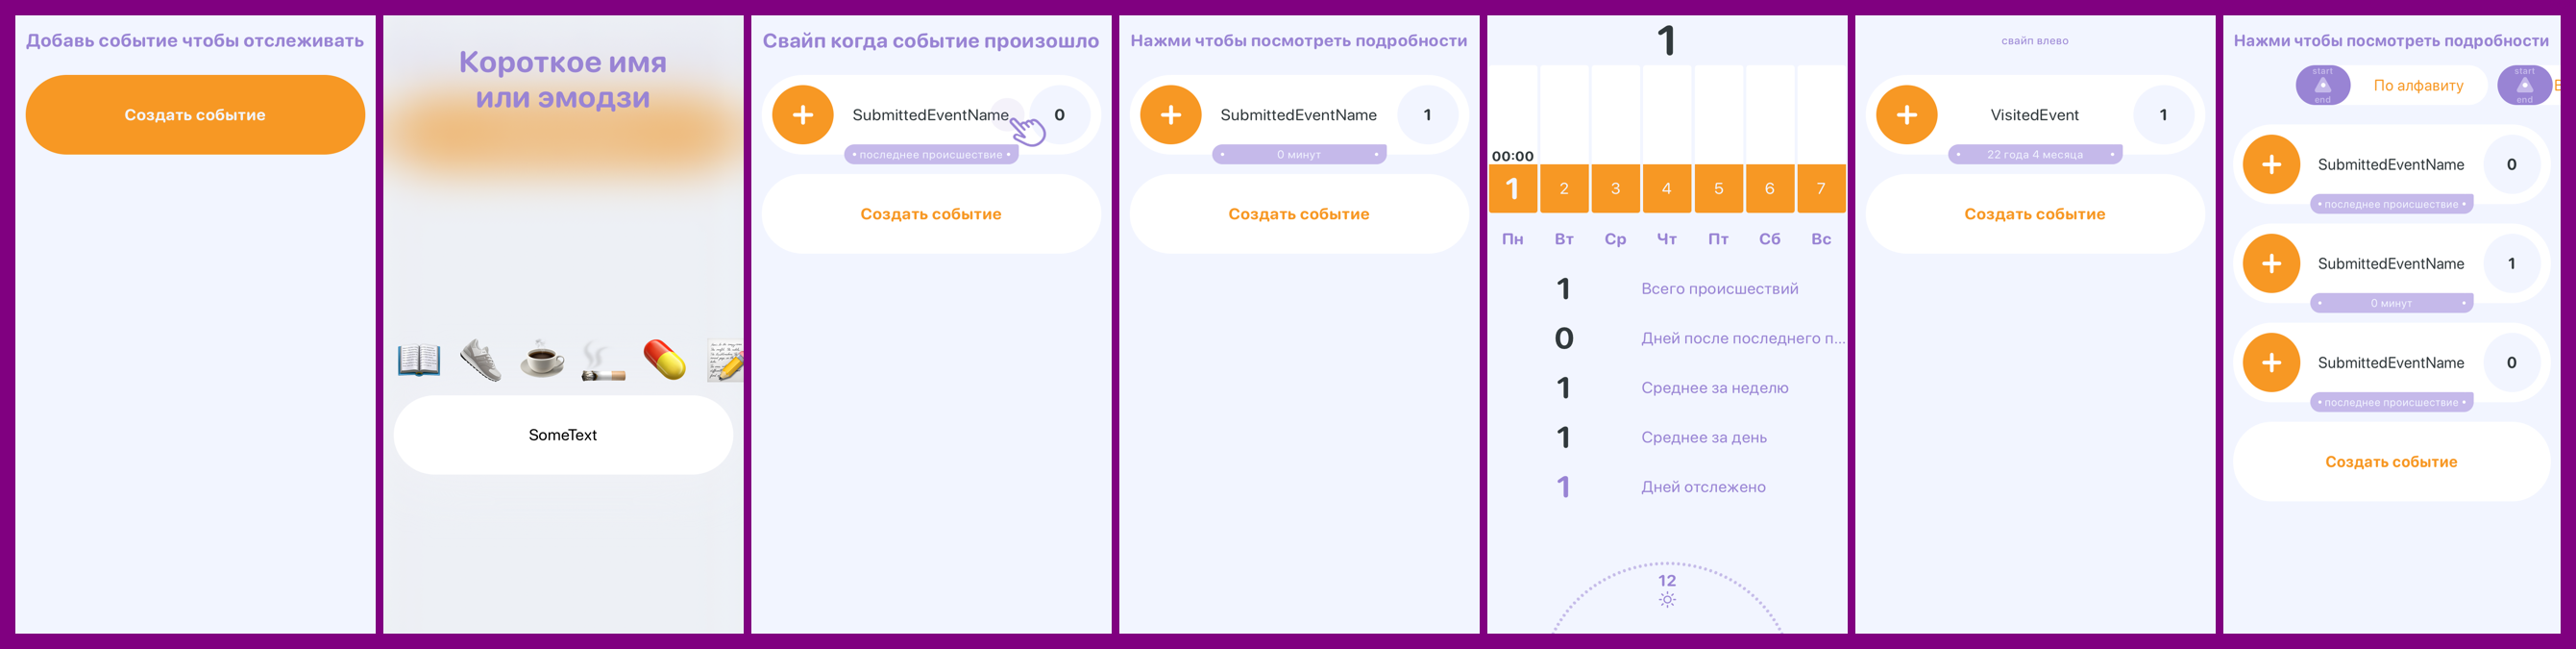 Добавь событие чтобы отслеживать
Создать событие
Короткое имя
или эмодзи
SomeText
Свайп когда событие произошло
SubmittedEventName
0
• последнее происшествие •
Создать событие
Нажми чтобы посмотреть подробности
SubmittedEventName
1
• 0 минут •
Создать событие
1
00:00
1 2 3 4 5 6 7
Пн Вт Ср Чт Пт Сб Вс
1 Всего происшествий
0 Дней после последнего п...
1 Среднее за неделю
1 Среднее за день
1 Дней отслежено
12
свайп влево
VisitedEvent
1
• 22 года 4 месяца •
Создать событие
Нажми чтобы посмотреть подробности
start
end
По алфавиту
start
end
SubmittedEventName
0
• последнее происшествие •
SubmittedEventName
1
• 0 минут •
SubmittedEventName
0
• последнее происшествие •
Создать событие